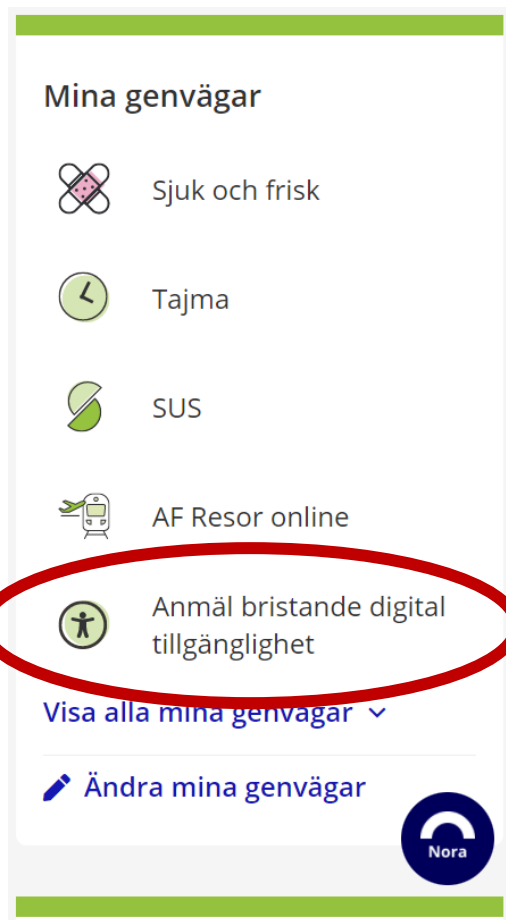 Mina genvägar
Sjuk och frisk
Tajma
SUS
AF Resor online
Anmäl bristande digital
tillgänglighet
Visa alla mina genvägar
Ändra mina genvägar
Nora